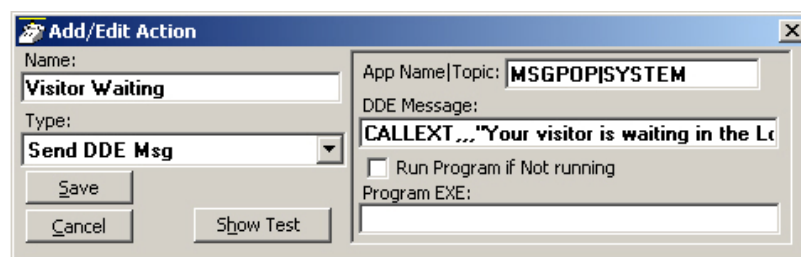 Add/Edit Action
Name:
Visitor Waiting
Type:
Send DDE Msg
Save
Cancel
Show Test
App Name|Topic: MSGPOP|SYSTEM
DDE Message:
CALLEXT,,,"Your visitor is waiting in the
Run Program if Not running
Program EXE: